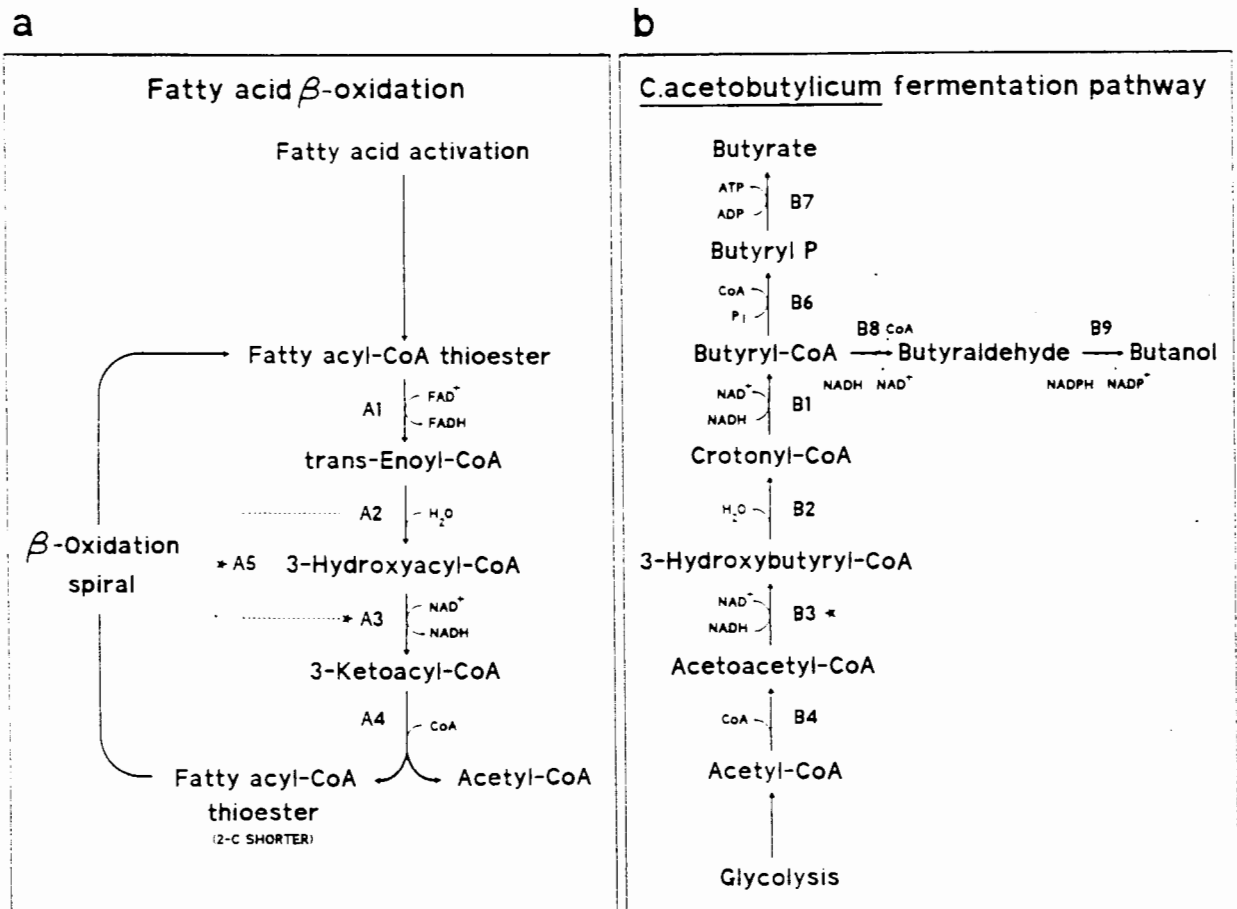 a
Fatty acid β-oxidation
Fatty acid activation
Fatty acyl-CoA thioester
A1
FAD⁺
FADH
trans-Enoyl-CoA
A2
H₂O
β-Oxidation
spiral
★ A5
3-Hydroxyacyl-CoA
★ A3
NAD⁺
NADH
3-Ketoacyl-CoA
A4
CoA
Fatty acyl-CoA
thioester
(2-C SHORTER)
Acetyl-CoA
b
C.acetobutylicum fermentation pathway
Butyrate
ATP
ADP
B7
Butyryl P
CoA
Pi
B6
Butyryl-CoA
B8 CoA
NADH NAD⁺
Butyraldehyde
B9
NADPH NADP⁺
Butanol
NAD⁺
NADH
B1
Crotonyl-CoA
H₂O
B2
3-Hydroxybutyryl-CoA
NAD⁺
NADH
B3 ★
Acetoacetyl-CoA
CoA
B4
Acetyl-CoA
Glycolysis